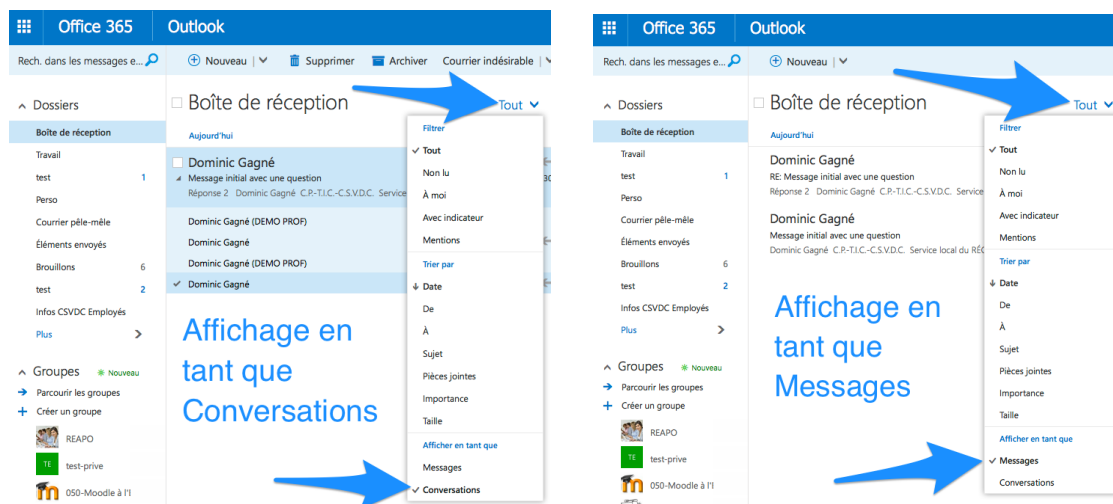 Office 365 Outlook
Rech. dans les messages e... Nouveau | Supprimer Archiver Courrier indésirable |
Dossiers
Boîte de réception
Travail
test 1
Perso
Courrier pêle-mêle
Éléments envoyés
Brouillons 6
test 2
Infos CSVDC Employés
Plus
Groupes Nouveau
Parcourir les groupes
Créer un groupe
REAPO
TE test-prive
050-Moodle à l'I
Boîte de réception Tout
Aujourd'hui
Dominic Gagné
Message initial avec une question 30
Réponse 2 Dominic Gagné C.P.-T.I.C.-C.S.V.D.C. Service
Dominic Gagné (DEMO PROF)
Dominic Gagné
Dominic Gagné (DEMO PROF)
Dominic Gagné
Affichage en
tant que
Conversations
Filtrer
Tout
Non lu
À moi
Avec indicateur
Mentions
Trier par
Date
De
À
Sujet
Pièces jointes
Importance
Taille
Afficher en tant que
Messages
Conversations
Office 365 Outlook
Rech. dans les messages e... Nouveau |
Dossiers
Boîte de réception
Travail
test 1
Perso
Courrier pêle-mêle
Éléments envoyés
Brouillons 6
test 2
Infos CSVDC Employés
Plus
Groupes Nouveau
Parcourir les groupes
Créer un groupe
REAPO
TE test-prive
050-Moodle à l'I
Boîte de réception Tout
Aujourd'hui
Dominic Gagné
RE: Message initial avec une question
Réponse 2 Dominic Gagné C.P.-T.I.C.-C.S.V.D.C. Service
Dominic Gagné
Message initial avec une question
Dominic Gagné C.P.-T.I.C.-C.S.V.D.C. Service local du RÉC
Affichage en
tant que
Messages
Filtrer
Tout
Non lu
À moi
Avec indicateur
Mentions
Trier par
Date
De
À
Sujet
Pièces jointes
Importance
Taille
Afficher en tant que
Messages
Conversations